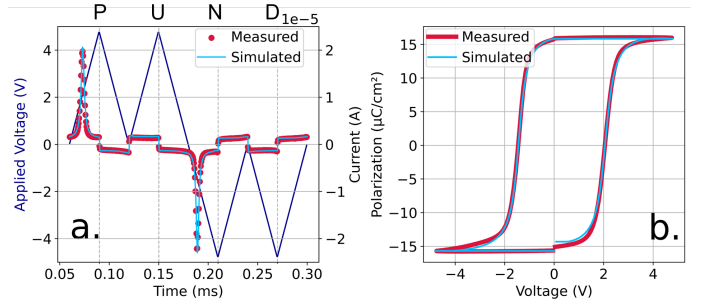 P U N D
1e−5
Measured
Simulated
Applied Voltage (V)
4
2
0
−2
−4
2
1
0
−1
−2
Current (A)
0.05 0.10 0.15 0.20 0.25 0.30
Time (ms)
a.
Measured
Simulated
Polarization (μC/cm²)
15
10
5
0
−5
−10
−15
−4 −2 0 2 4
Voltage (V)
b.